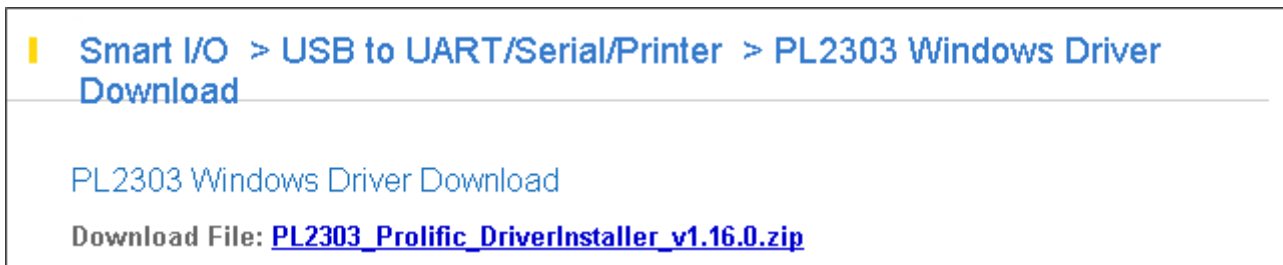 Smart I/O > USB to UART/Serial/Printer > PL2303 Windows Driver
Download
PL2303 Windows Driver Download
Download File: PL2303_Prolific_DriverInstaller_v1.16.0.zip